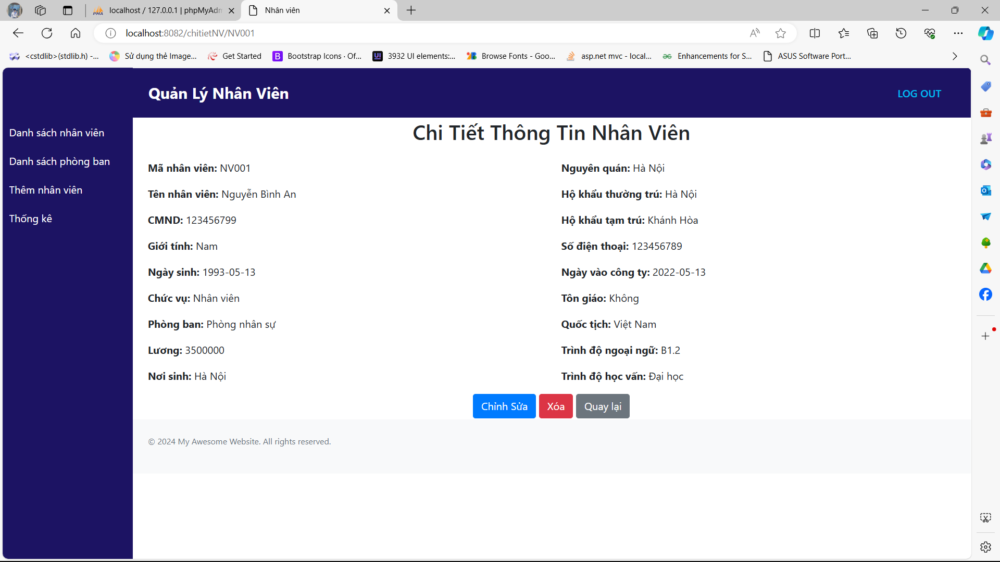 localhost / 127.0.0.1 | phpMyAdm
Nhân viên
localhost:8082/chitietNV/NV001
<cstdlib>(stdlib.h) -...
Sử dụng thẻ Image...
Get Started
Bootstrap Icons · Of...
3932 UI elements:...
Browse Fonts - Goo...
asp.net mvc - local...
Enhancements for S...
ASUS Software Port...
Quản Lý Nhân Viên
LOG OUT
Danh sách nhân viên
Danh sách phòng ban
Thêm nhân viên
Thống kê
Chi Tiết Thông Tin Nhân Viên
Mã nhân viên: NV001
Tên nhân viên: Nguyễn Bình An
CMND: 123456799
Giới tính: Nam
Ngày sinh: 1993-05-13
Chức vụ: Nhân viên
Phòng ban: Phòng nhân sự
Lương: 3500000
Nơi sinh: Hà Nội
Nguyên quán: Hà Nội
Hộ khẩu thường trú: Hà Nội
Hộ khẩu tạm trú: Khánh Hòa
Số điện thoại: 123456789
Ngày vào công ty: 2022-05-13
Tôn giáo: Không
Quốc tịch: Việt Nam
Trình độ ngoại ngữ: B1.2
Trình độ học vấn: Đại học
Chỉnh Sửa
Xóa
Quay lại
© 2024 My Awesome Website. All rights reserved.